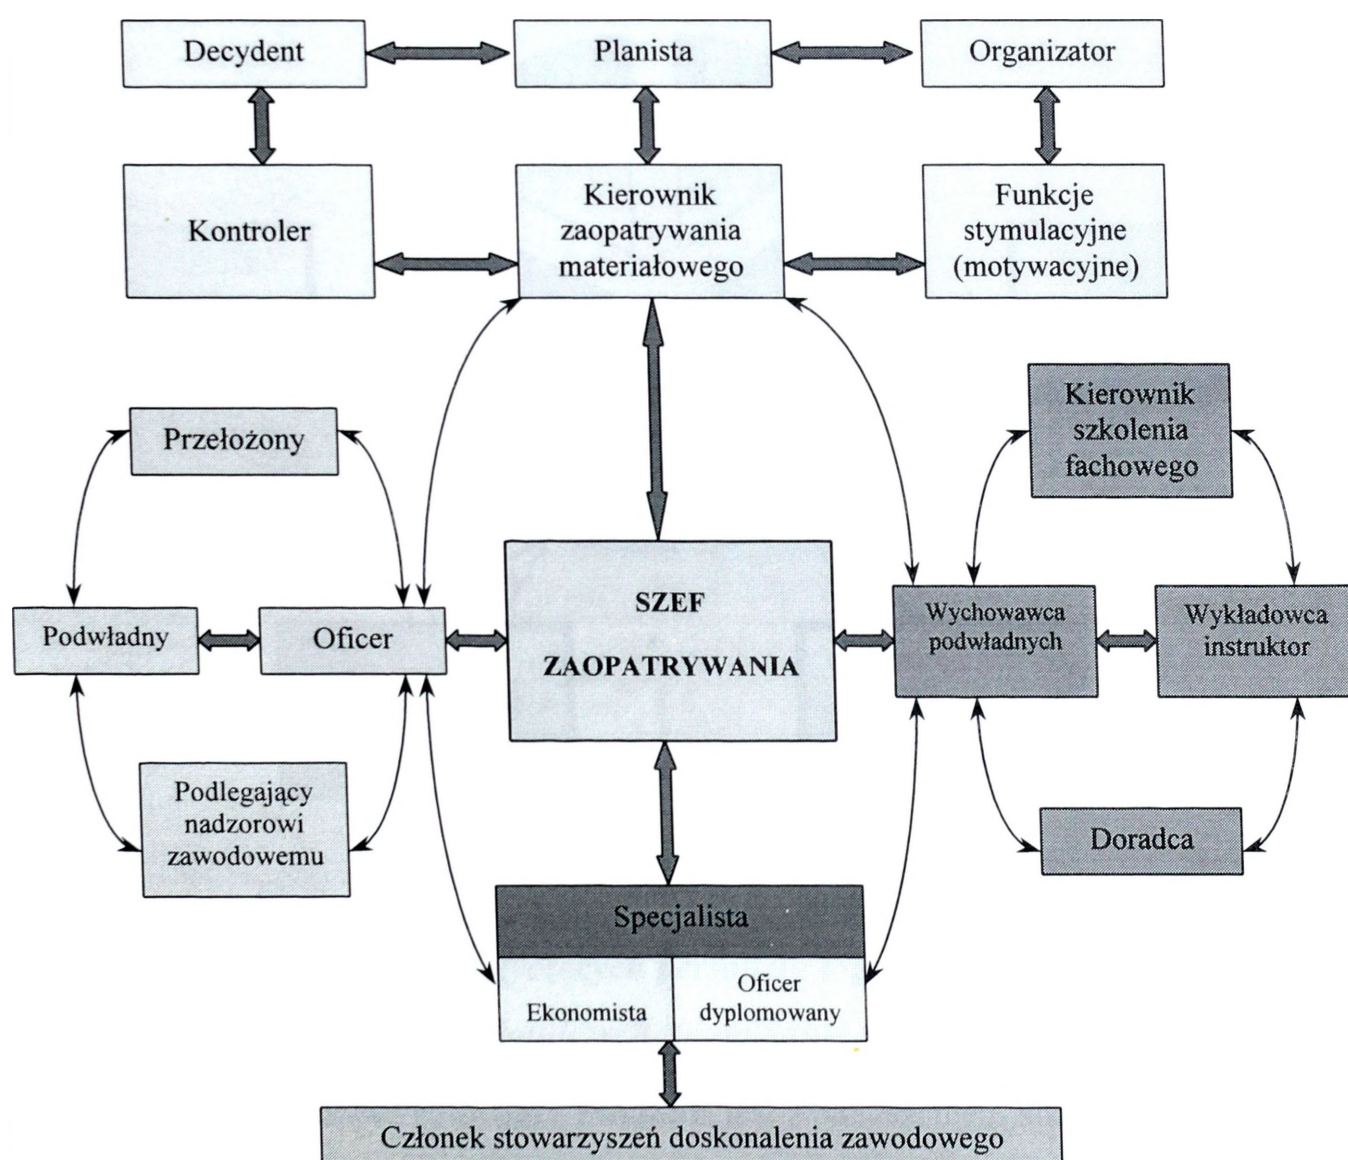 Decydent
Planista
Organizator
Kontroler
Kierownik
zaopatrywania
materiałowego
Funkcje
stymulacyjne
(motywacyjne)
Przełożony
Kierownik
szkolenia
fachowego
Podwładny
Oficer
SZEF
ZAOPATRYWANIA
Wychowawca
podwładnych
Wykładowca
instruktor
Podlegający
nadzorowi
zawodowemu
Doradca
Specjalista
Ekonomista
Oficer
dyplomowany
Członek stowarzyszeń doskonalenia zawodowego